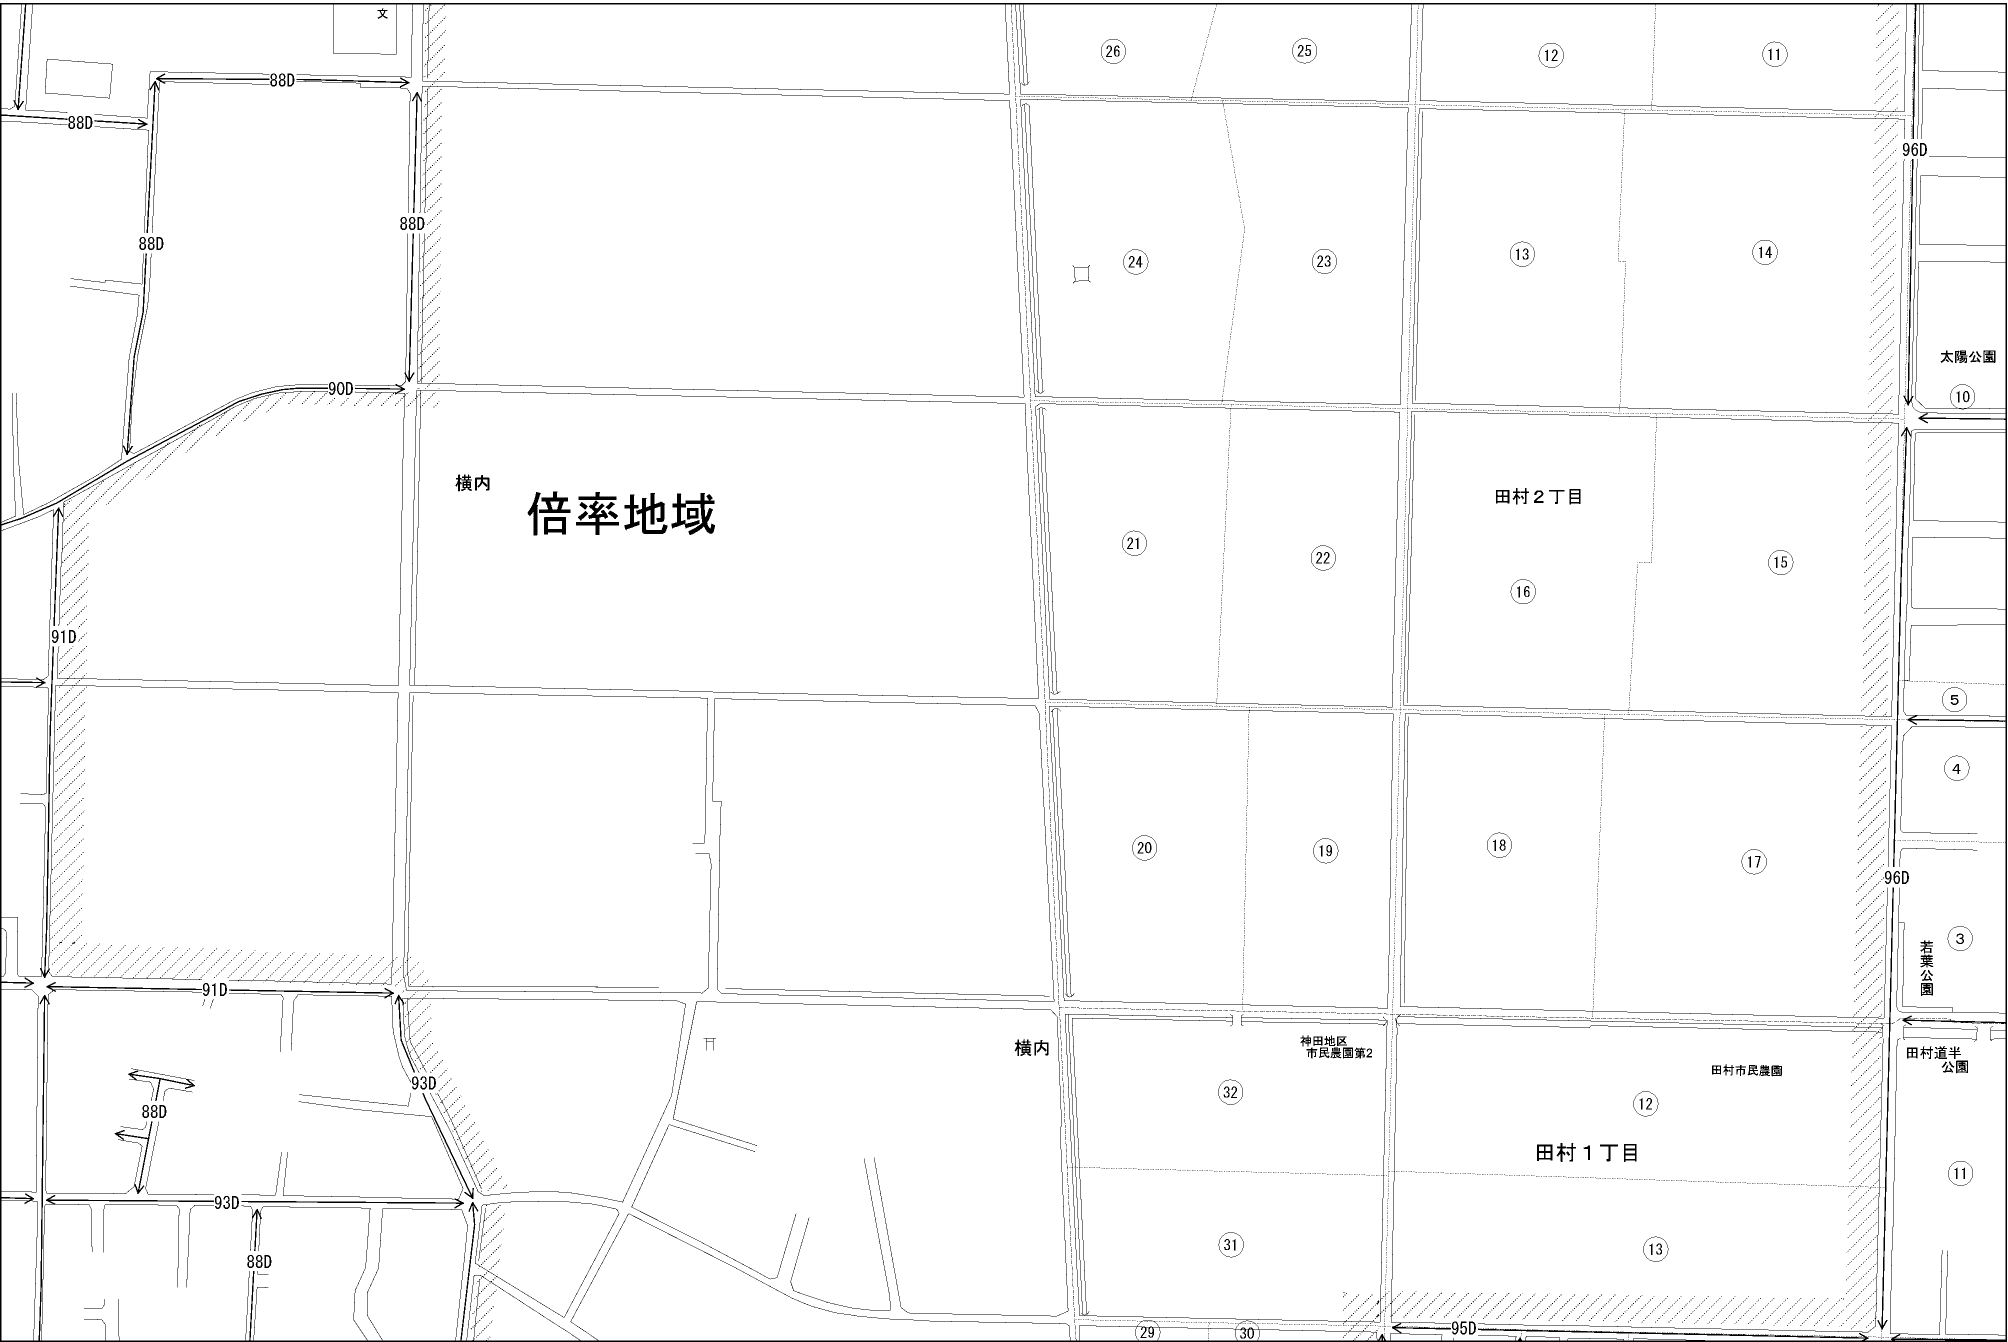 文
26
25
12
11
88D
88D
96D
88D
88D
24
23
13
14
太陽公園
90D
10
横内
倍率地域
田村２丁目
21
22
16
15
91D
5
4
20
19
18
17
96D
3
若葉公園
91D
横内
神田地区
市民農園第2
田村市民農園
田村道半
公園
93D
32
12
88D
田村１丁目
11
93D
31
13
88D
29
30
95D